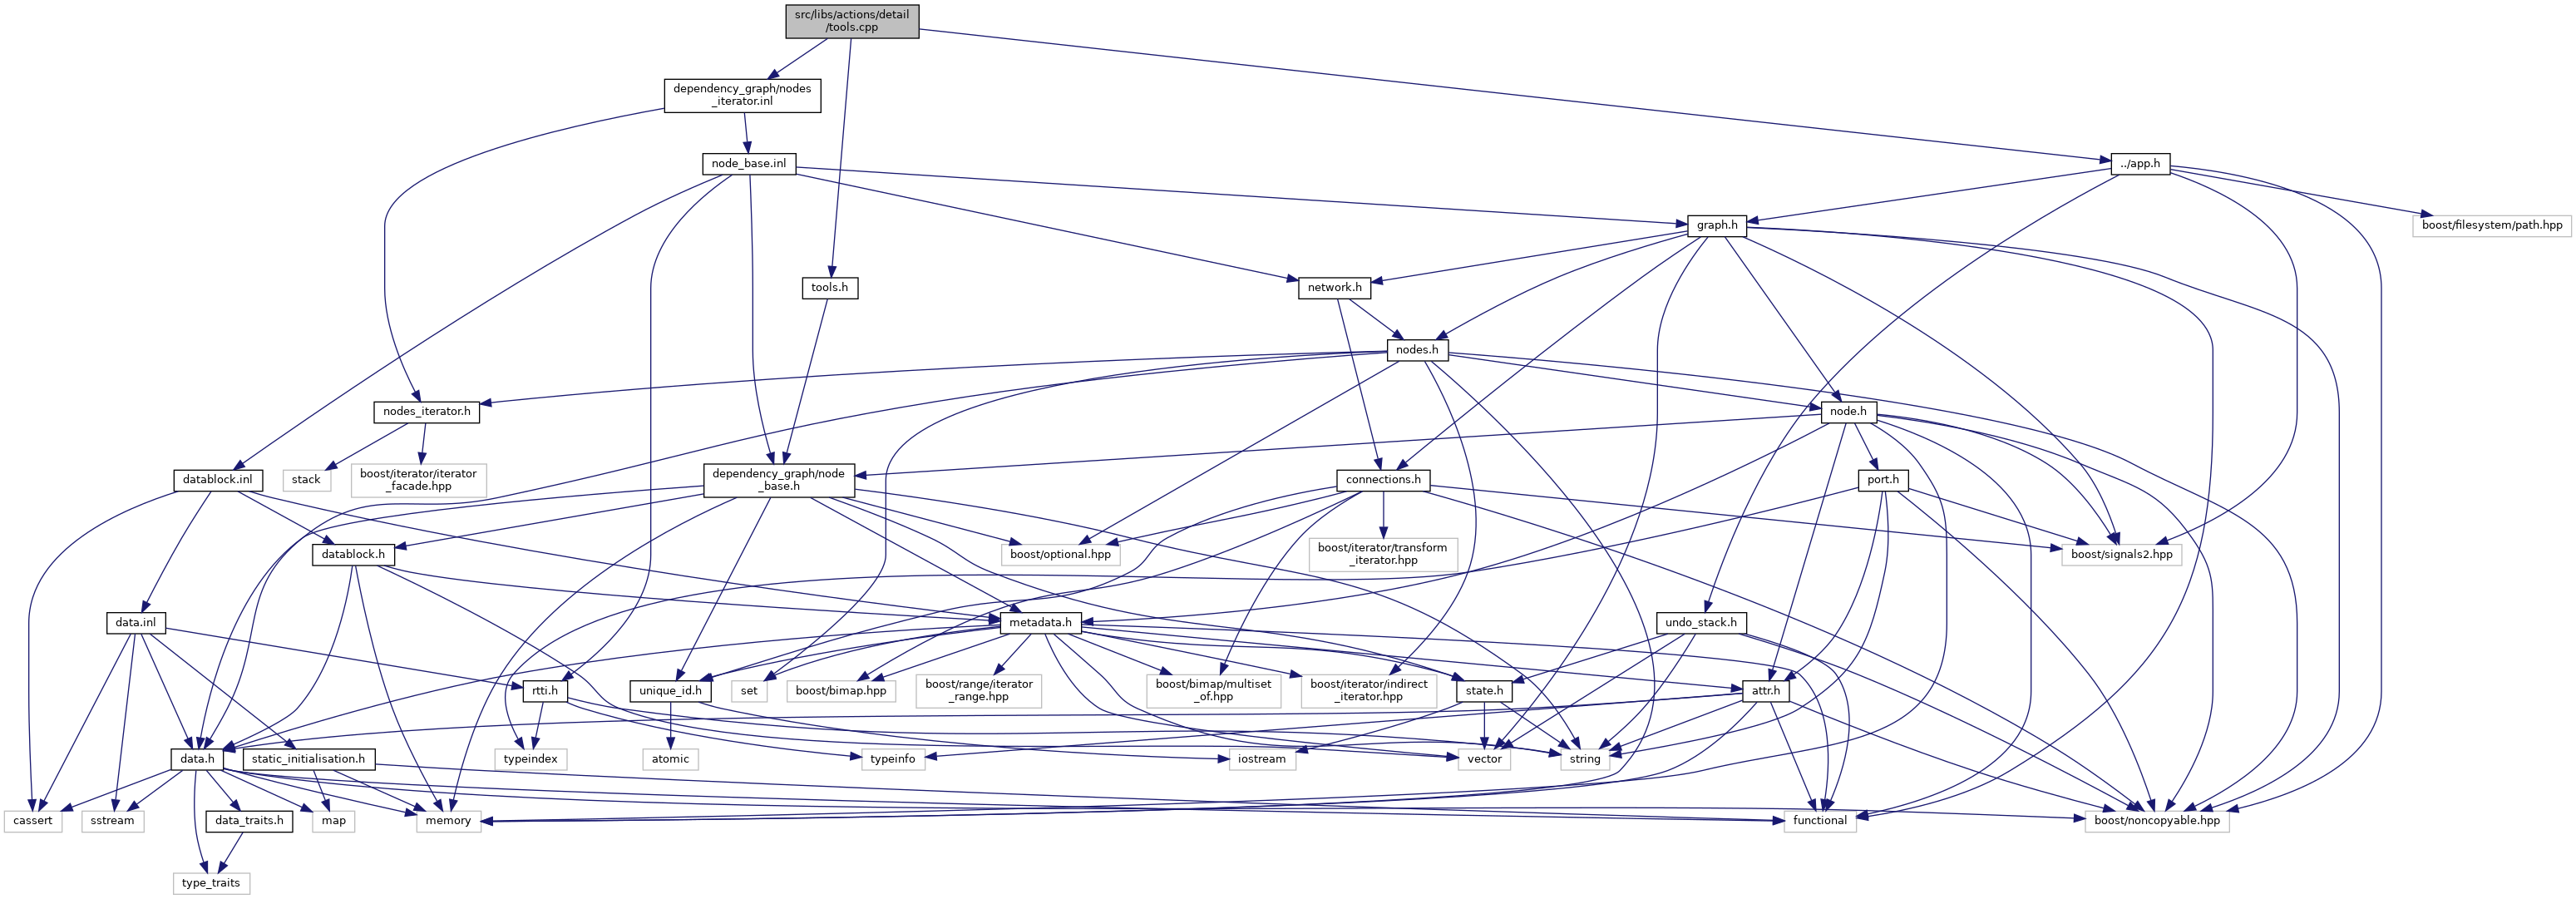 src/libs/actions/detail
/tools.cpp
dependency_graph/nodes
_iterator.inl
node_base.inl
../app.h
graph.h
boost/filesystem/path.hpp
tools.h
network.h
nodes.h
nodes_iterator.h
node.h
datablock.inl
stack
boost/iterator/iterator
_facade.hpp
dependency_graph/node
_base.h
connections.h
port.h
datablock.h
boost/optional.hpp
boost/iterator/transform
_iterator.hpp
boost/signals2.hpp
data.inl
metadata.h
undo_stack.h
rtti.h
unique_id.h
set
boost/bimap.hpp
boost/range/iterator
_range.hpp
boost/bimap/multiset
_of.hpp
boost/iterator/indirect
_iterator.hpp
state.h
attr.h
data.h
static_initialisation.h
typeindex
atomic
typeinfo
iostream
vector
string
cassert
sstream
data_traits.h
map
memory
functional
boost/noncopyable.hpp
type_traits